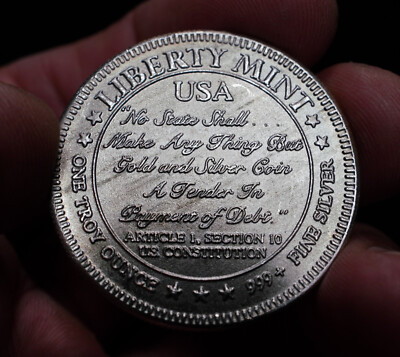 LIBERTY MINT
USA
"No State Shall. . . .
Make Any Thing But
Gold and Silver Coin
A Tender In
Payment of Debt."
ARTICLE I, SECTION 10
U.S. CONSTITUTION
ONE TROY OUNCE
999+ FINE SILVER